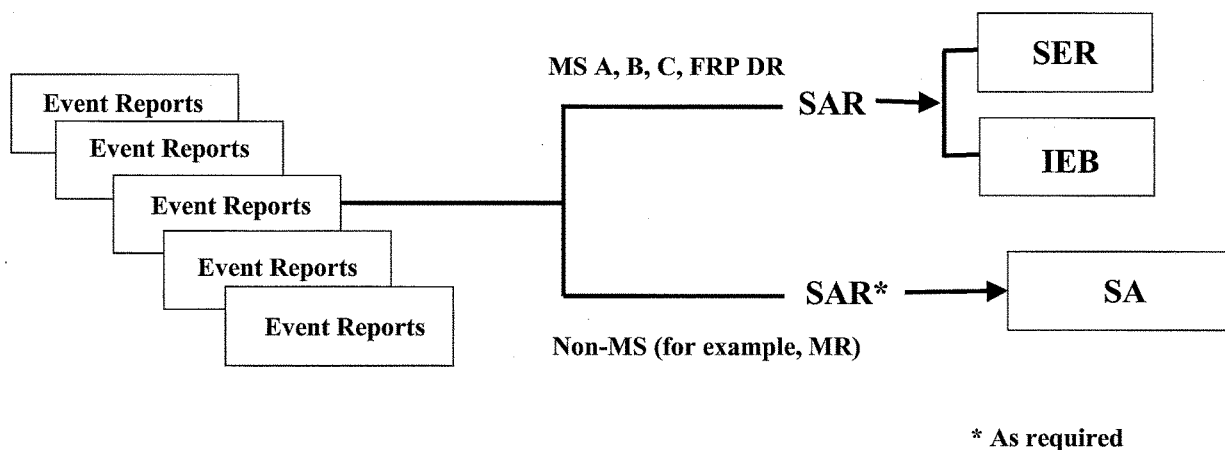 Event Reports
Event Reports
Event Reports
Event Reports
Event Reports
MS A, B, C, FRP DR
SAR
SER
IEB
SAR*
SA
Non-MS (for example, MR)
* As required